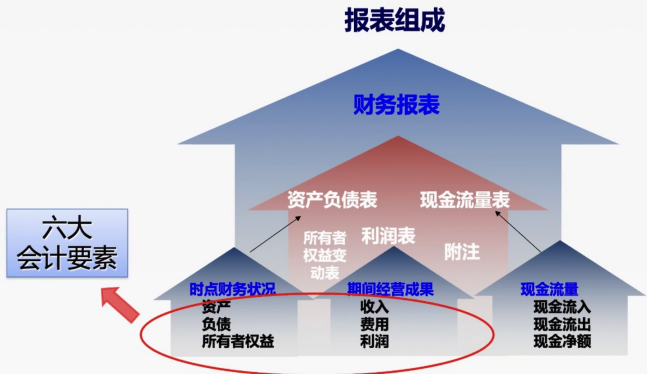 报表组成
财务报表
资产负债表
现金流量表
所有者
权益变
动表
利润表
附注
六大
会计要素
时点财务状况
资产
负债
所有者权益
期间经营成果
收入
费用
利润
现金流量
现金流入
现金流出
现金净额